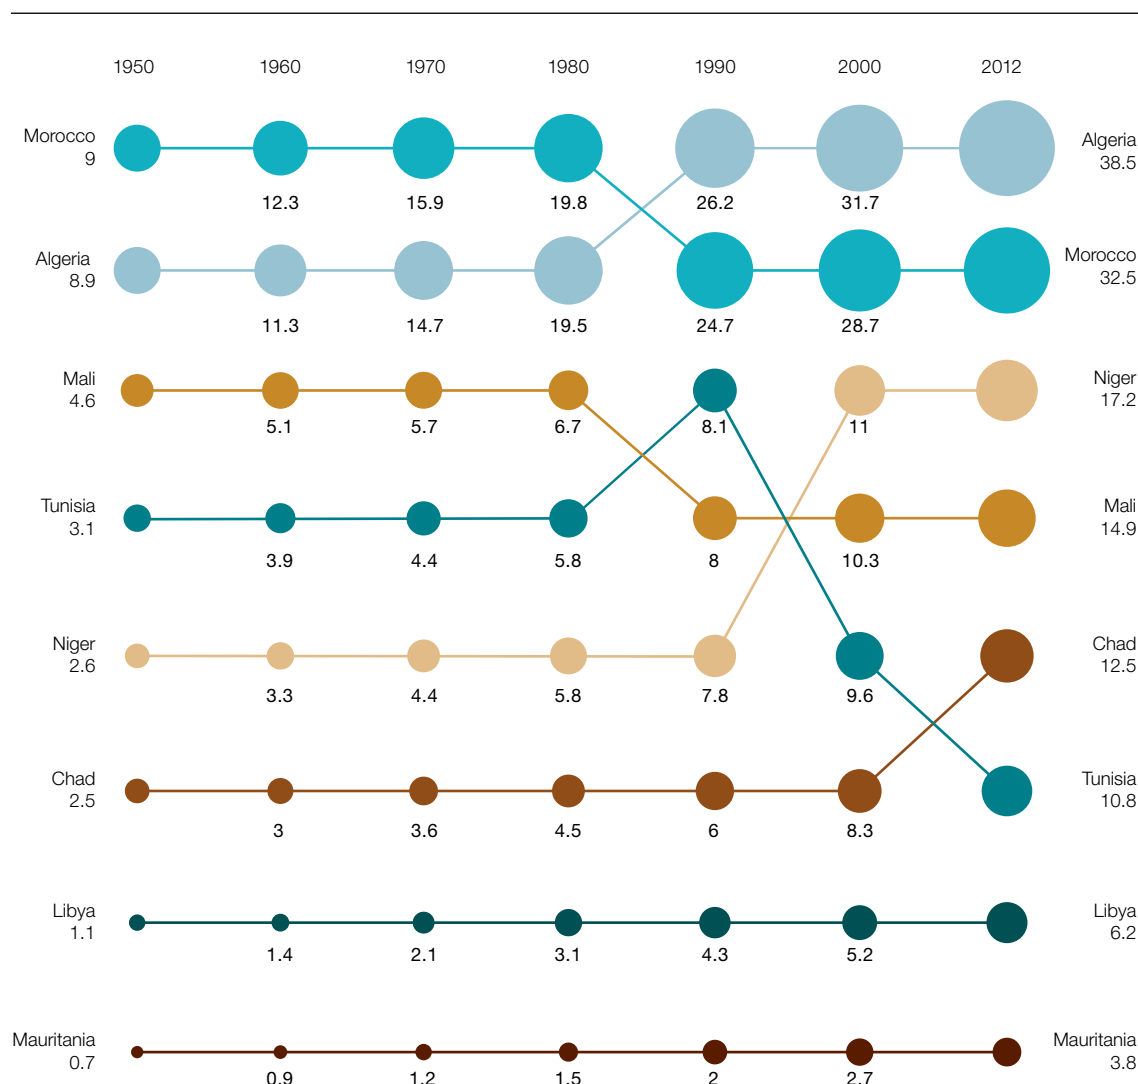 1950 1960 1970 1980 1990 2000 2012
Morocco
9
12.3 15.9 19.8 26.2 31.7
Algeria
38.5
Algeria
8.9
11.3 14.7 19.5 24.7 28.7
Morocco
32.5
Mali
4.6
5.1 5.7 6.7 8.1 11
Niger
17.2
Tunisia
3.1
3.9 4.4 5.8 8 10.3
Mali
14.9
Niger
2.6
3.3 4.4 5.8 7.8 9.6
Chad
12.5
Chad
2.5
3 3.6 4.5 6 8.3
Tunisia
10.8
Libya
1.1
1.4 2.1 3.1 4.3 5.2
Libya
6.2
Mauritania
0.7
0.9 1.2 1.5 2 2.7
Mauritania
3.8